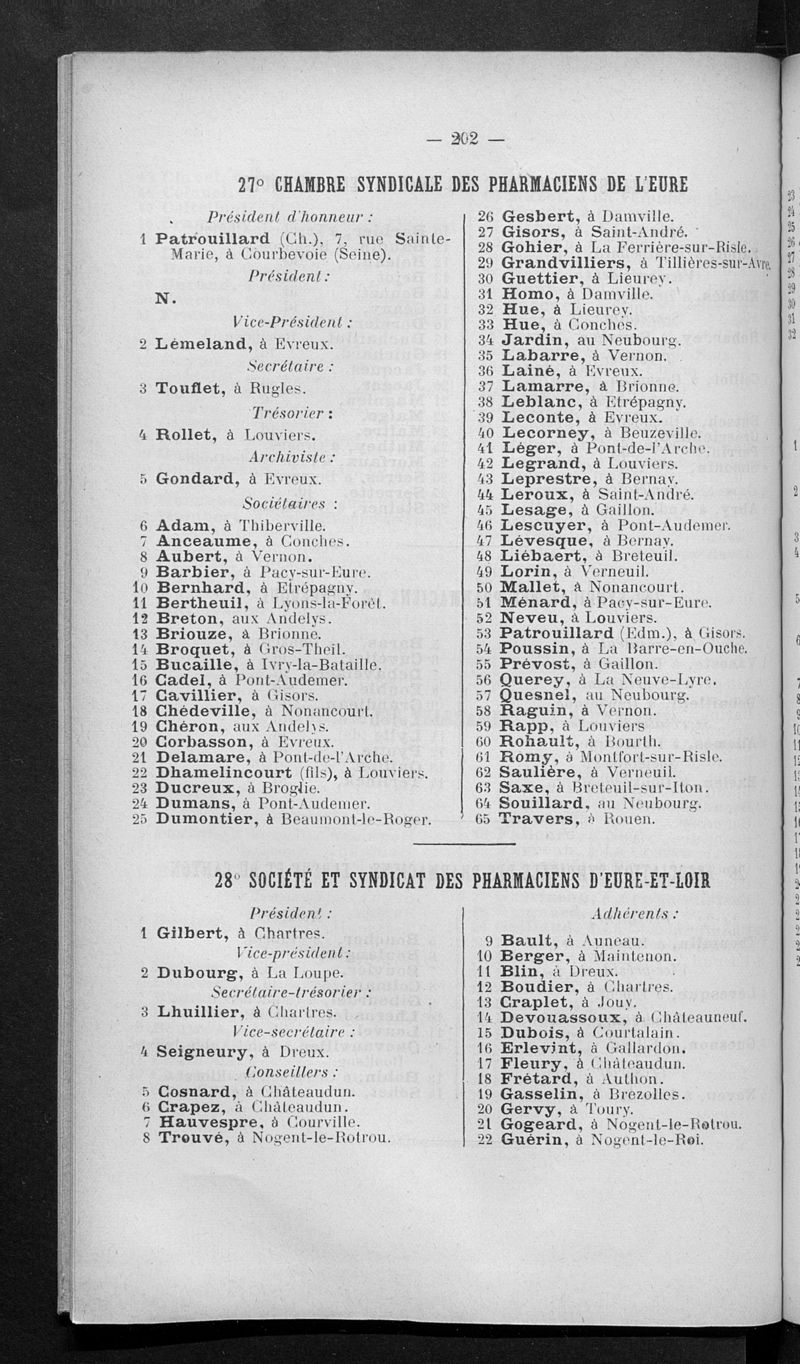 — 202 —
27° CHAMBRE SYNDICALE DES PHARMACIENS DE L'EURE
Président d'honneur :
1 Patrouillard (Ch.), 7, rue Sainte-
Marie, à Courbevoie (Seine).
Président :
N.
Vice-Président :
2 Lémeland, à Evreux.
Secrétaire :
3 Touflet, à Rugles.
Trésorier :
4 Rollet, à Louviers.
Archiviste :
5 Gondard, à Evreux.
Sociétaires :
6 Adam, à Thiberville.
7 Anceaume, à Conches.
8 Aubert, à Vernon.
9 Barbier, à Pacy-sur-Eure.
10 Bernhard, à Etrépagny.
11 Bertheuil, à Lyons-la-Forêt.
12 Breton, aux Andelys.
13 Briouze, à Brionne.
14 Broquet, à Gros-Theil.
15 Bucaille, à Ivry-la-Bataille.
16 Cadel, à Pont-Audemer.
17 Cavillier, à Gisors.
18 Chédeville, à Nonancourt.
19 Chéron, aux Andelys.
20 Corbasson, à Evreux.
21 Delamare, à Pont-de-l'Arche.
22 Dhamelincourt (fils), à Louviers.
23 Ducreux, à Broglie.
24 Dumans, à Pont-Audemer.
25 Dumontier, à Beaumont-le-Roger.
26 Gesbert, à Damville.
27 Gisors, à Saint-André.
28 Gohier, à La Ferrière-sur-Risle.
29 Grandvilliers, à Tillières-sur-Avre.
30 Guettier, à Lieurey.
31 Homo, à Damville.
32 Hue, à Lieurey.
33 Hue, à Conches.
34 Jardin, au Neubourg.
35 Labarre, à Vernon.
36 Lainé, à Evreux.
37 Lamarre, à Brionne.
38 Leblanc, à Etrépagny.
39 Leconte, à Evreux.
40 Lecorney, à Beuzeville.
41 Léger, à Pont-de-l'Arche.
42 Legrand, à Louviers.
43 Leprestre, à Bernay.
44 Leroux, à Saint-André.
45 Lesage, à Gaillon.
46 Lescuyer, à Pont-Audemer.
47 Lévesque, à Bernay.
48 Liébaert, à Breteuil.
49 Lorin, à Verneuil.
50 Mallet, à Nonancourt.
51 Ménard, à Pacy-sur-Eure.
52 Neveu, à Louviers.
53 Patrouillard (Edm.), à Gisors.
54 Poussin, à La Barre-en-Ouche.
55 Prévost, à Gaillon.
56 Querey, à La Neuve-Lyre.
57 Quesnel, au Neubourg.
58 Raguin, à Vernon.
59 Rapp, à Louviers
60 Rohault, à Bourth.
61 Romy, à Montfort-sur-Risle.
62 Saulière, à Verneuil.
63 Saxe, à Breteuil-sur-Iton.
64 Souillard, au Neubourg.
65 Travers, à Rouen.
28° SOCIÉTÉ ET SYNDICAT DES PHARMACIENS D'EURE-ET-LOIR
Président :
1 Gilbert, à Chartres.
Vice-président :
2 Dubourg, à La Loupe.
Secrétaire-trésorier :
3 Lhuillier, à Chartres.
Vice-secrétaire :
4 Seigneury, à Dreux.
Conseillers :
5 Cosnard, à Châteaudun.
6 Crapez, à Châteaudun.
7 Hauvespre, à Courville.
8 Trouvé, à Nogent-le-Rotrou.
Adhérents :
9 Bault, à Auneau.
10 Berger, à Maintenon.
11 Blin, à Dreux.
12 Boudier, à Chartres.
13 Craplet, à Jouy.
14 Devouassoux, à Châteauneuf.
15 Dubois, à Courtalain.
16 Erlevint, à Gallardon.
17 Fleury, à Châteaudun.
18 Frétard, à Authon.
19 Gasselin, à Brezolles.
20 Gervy, à Toury.
21 Gogeard, à Nogent-le-Rotrou.
22 Guérin, à Nogent-le-Roi.